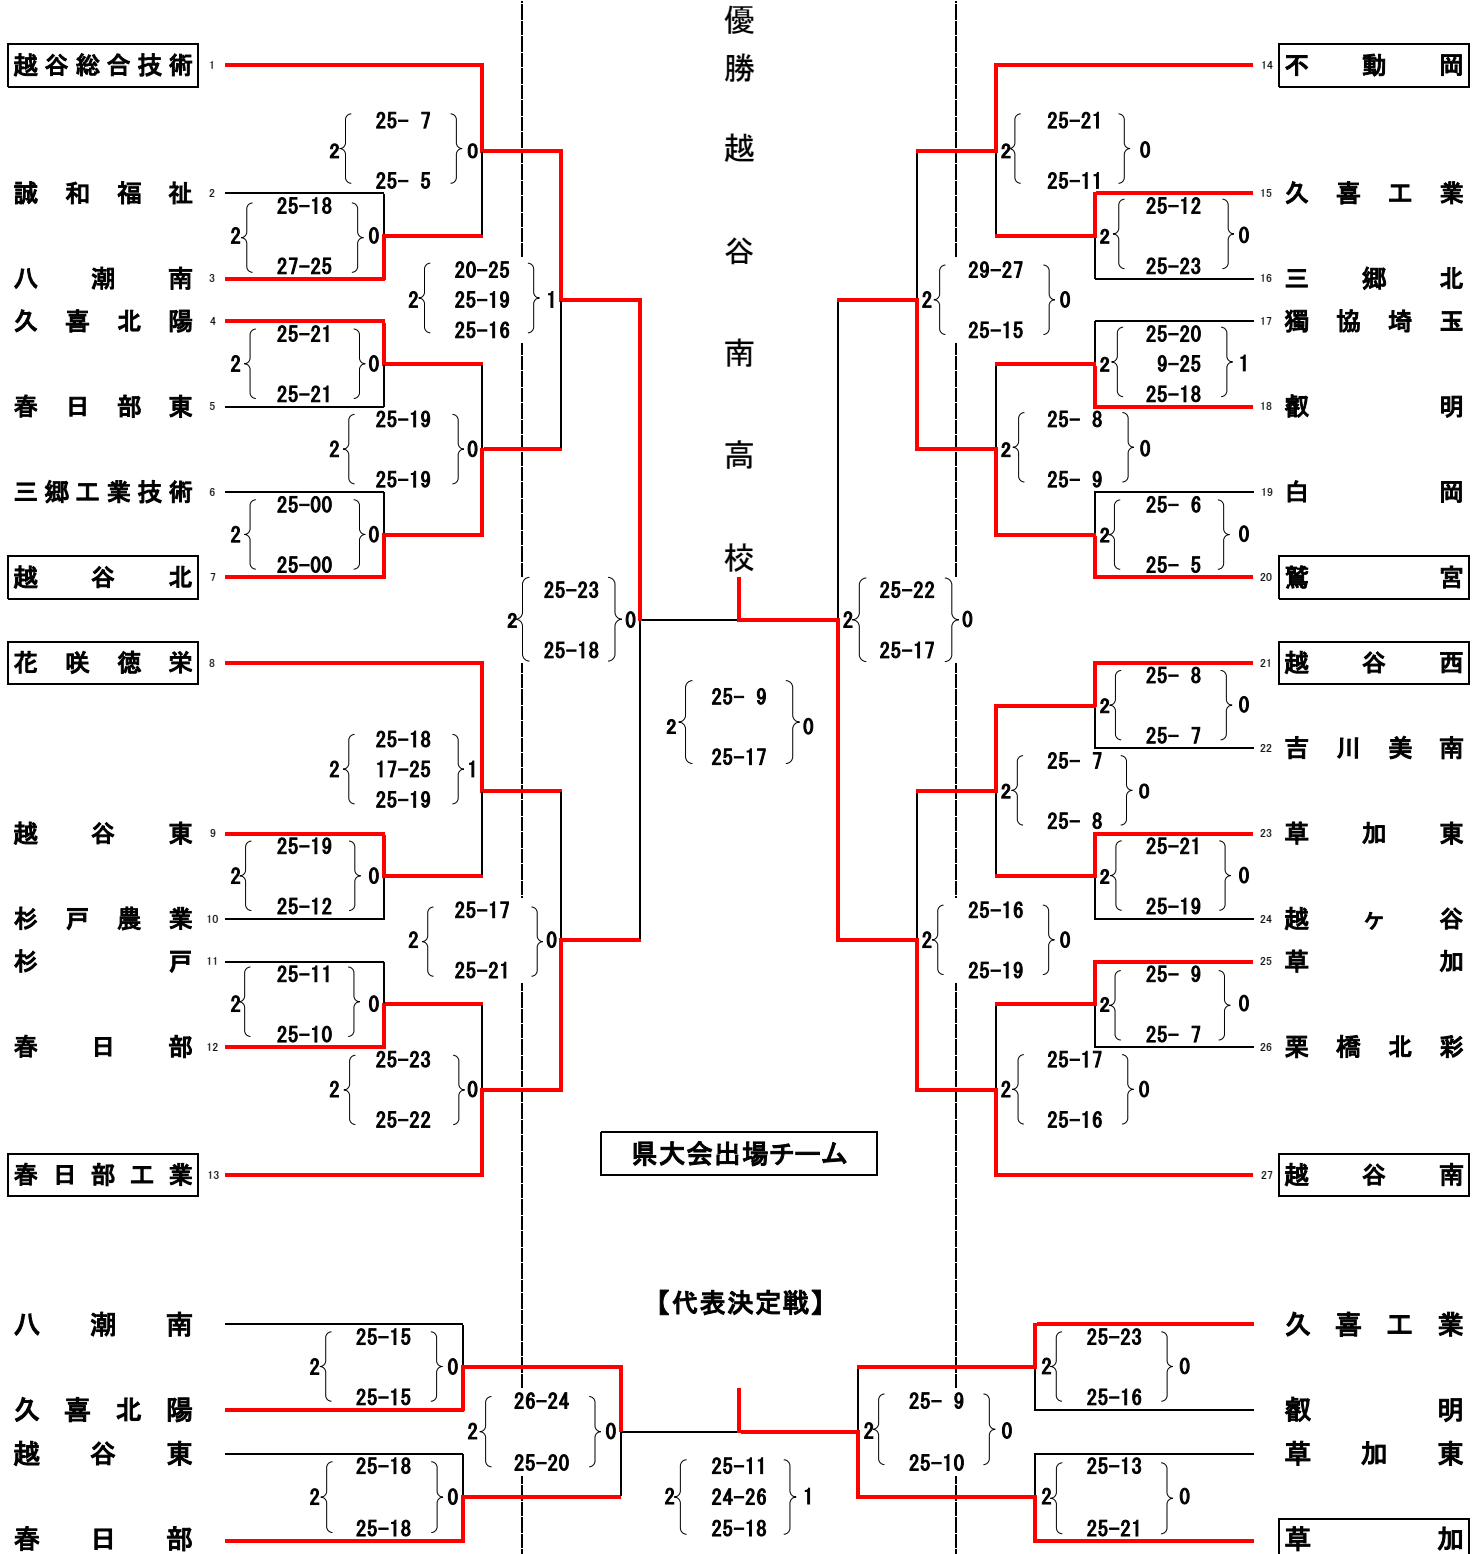 優勝 越谷南高校
越谷総合技術 1
25- 7
2 0
25- 5
誠和福祉 2
25-18
2 0
27-25
八潮南 3
20-25
2 25-19 1
25-16
久喜北陽 4
25-21
2 0
25-21
春日部東 5
25-19
2 0
25-19
三郷工業技術 6
25-00
2 0
25-00
越谷北 7
25-23
2 0
25-18
花咲徳栄 8
25-18
2 17-25 1
25-19
越谷東 9
25-19
2 0
25-12
杉戸農業 10
25-17
2 0
25-21
杉戸 11
25-11
2 0
25-10
春日部 12
25-23
2 0
25-22
春日部工業 13
25- 9
2 0
25-17
14 不動岡
25-21
2 0
25-11
15 久喜工業
25-12
2 0
25-23
16 三郷北
29-27
2 0
25-15
17 獨協埼玉
25-20
2 9-25 1
25-18
18 叡明
25- 8
2 0
25- 9
19 白岡
25- 6
2 0
25- 5
20 鷲宮
25-22
2 0
25-17
21 越谷西
25- 8
2 0
25- 7
22 吉川美南
25- 7
2 0
25- 8
23 草加東
25-21
2 0
25-19
24 越ヶ谷
25-16
2 0
25-19
25 草加
25- 9
2 0
25- 7
26 栗橋北彩
25-17
2 0
25-16
27 越谷南
県大会出場チーム
【代表決定戦】
八潮南
25-15
2 0
25-15
久喜北陽
26-24
2 0
25-20
越谷東
25-18
2 0
25-18
春日部
25-11
2 24-26 1
25-18
久喜工業
25-23
2 0
25-16
叡明
25- 9
2 0
25-10
草加東
25-13
2 0
25-21
草加